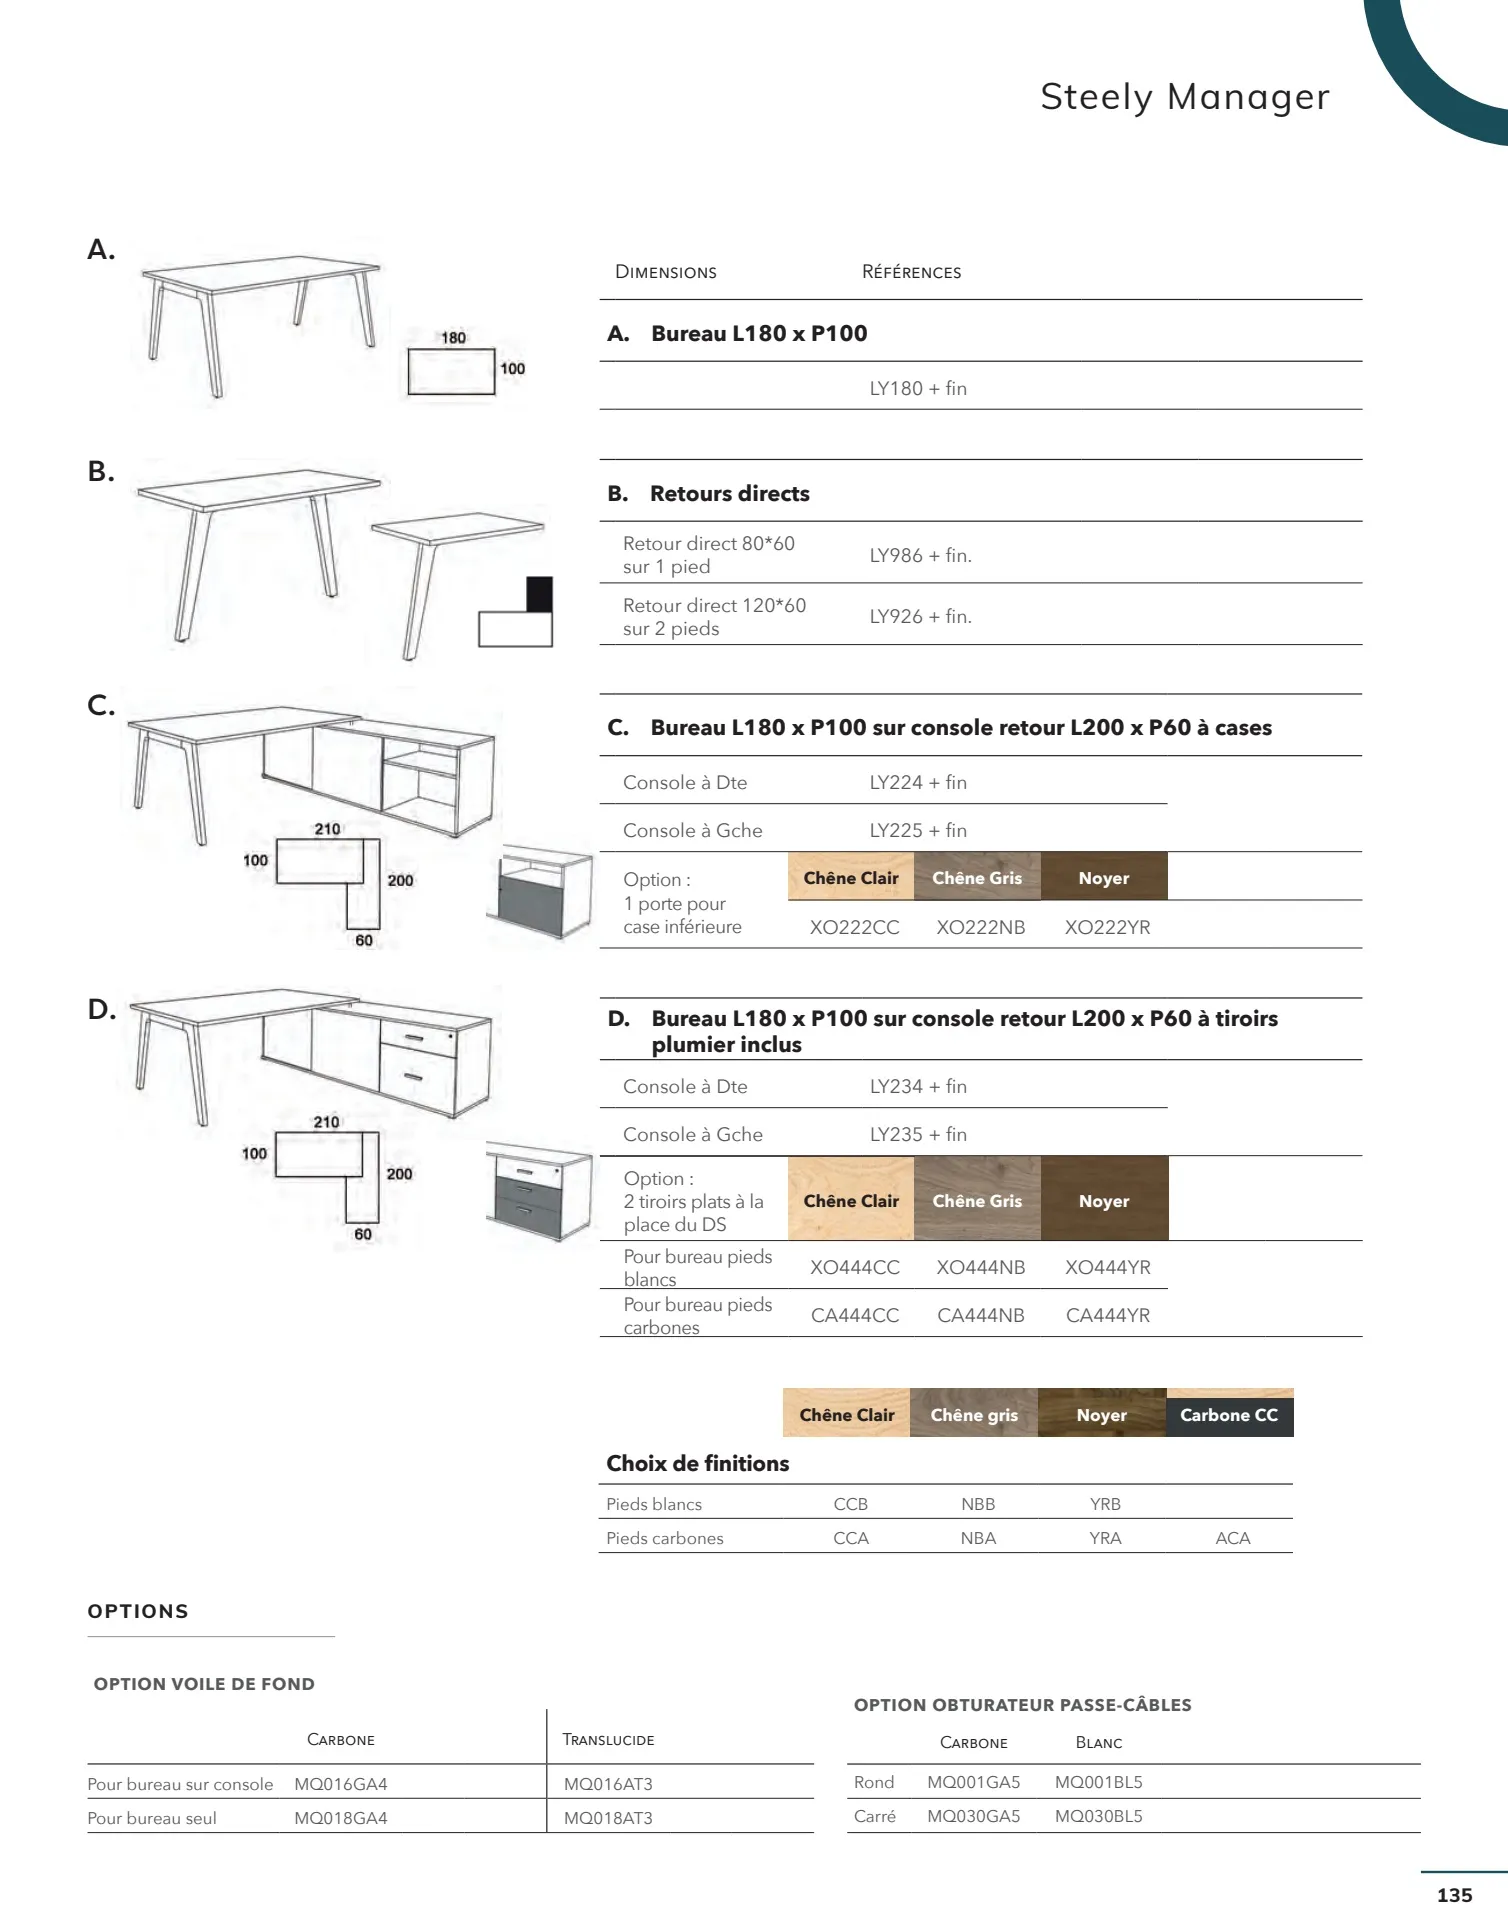 Steely Manager
A.
180
100
DIMENSIONS RÉFÉRENCES
A. Bureau L180 x P100
LY180 + fin
B.
B. Retours directs
Retour direct 80*60
sur 1 pied
LY986 + fin.
Retour direct 120*60
sur 2 pieds
LY926 + fin.
C.
210
100
200
60
C. Bureau L180 x P100 sur console retour L200 x P60 à cases
Console à Dte LY224 + fin
Console à Gche LY225 + fin
Option :
1 porte pour
case inférieure
Chêne Clair Chêne Gris Noyer
XO222CC XO222NB XO222YR
D.
210
100
200
60
D. Bureau L180 x P100 sur console retour L200 x P60 à tiroirs
plumier inclus
Console à Dte LY234 + fin
Console à Gche LY235 + fin
Option :
2 tiroirs plats à la
place du DS
Chêne Clair Chêne Gris Noyer
Pour bureau pieds
blancs
XO444CC XO444NB XO444YR
Pour bureau pieds
carbones
CA444CC CA444NB CA444YR
Chêne Clair Chêne gris Noyer Carbone CC
Choix de finitions
Pieds blancs CCB NBB YRB
Pieds carbones CCA NBA YRA ACA
OPTIONS
OPTION VOILE DE FOND
CARBONE TRANSLUCIDE
Pour bureau sur console MQ016GA4 MQ016AT3
Pour bureau seul MQ018GA4 MQ018AT3
OPTION OBTURATEUR PASSE-CÂBLES
CARBONE BLANC
Rond MQ001GA5 MQ001BL5
Carré MQ030GA5 MQ030BL5
135